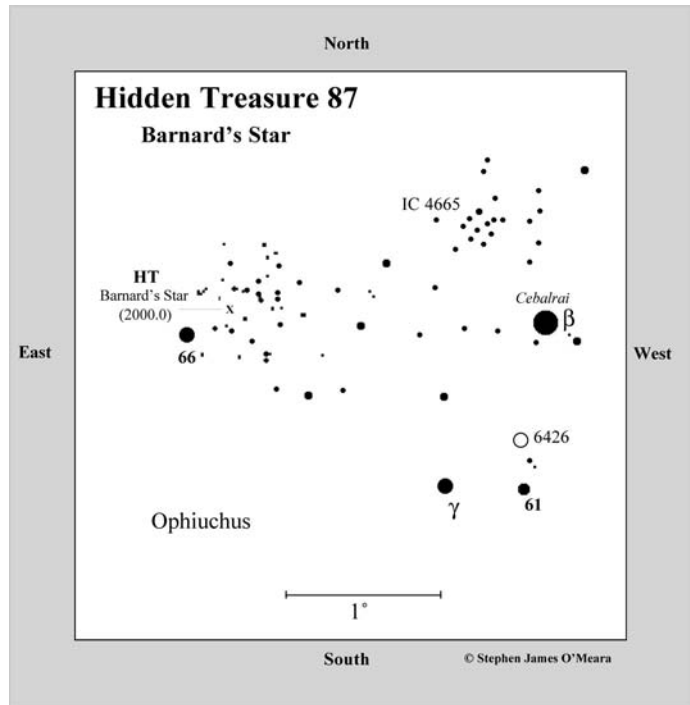 North
Hidden Treasure 87
Barnard's Star
IC 4665
HT
Barnard's Star
(2000.0)
x
Cebalrai
β
East
West
66
6426
γ
61
Ophiuchus
1°
South
© Stephen James O'Meara